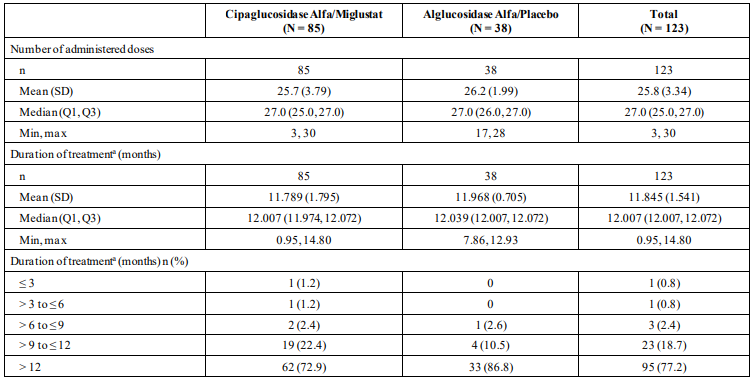 Cipaglucosidase Alfa/Miglustat Alglucosidase Alfa/Placebo Total
(N = 85) (N = 38) (N = 123)
Number of administered doses
n 85 38 123
Mean (SD) 25.7 (3.79) 26.2 (1.99) 25.8 (3.34)
Median (Q1, Q3) 27.0 (25.0, 27.0) 27.0 (26.0, 27.0) 27.0 (25.0, 27.0)
Min, max 3, 30 17, 28 3, 30
Duration of treatmentᵃ (months)
n 85 38 123
Mean (SD) 11.789 (1.795) 11.968 (0.705) 11.845 (1.541)
Median (Q1, Q3) 12.007 (11.974, 12.072) 12.039 (12.007, 12.072) 12.007 (12.007, 12.072)
Min, max 0.95, 14.80 7.86, 12.93 0.95, 14.80
Duration of treatmentᵃ (months) n (%)
≤ 3 1 (1.2) 0 1 (0.8)
> 3 to ≤ 6 1 (1.2) 0 1 (0.8)
> 6 to ≤ 9 2 (2.4) 1 (2.6) 3 (2.4)
> 9 to ≤ 12 19 (22.4) 4 (10.5) 23 (18.7)
> 12 62 (72.9) 33 (86.8) 95 (77.2)